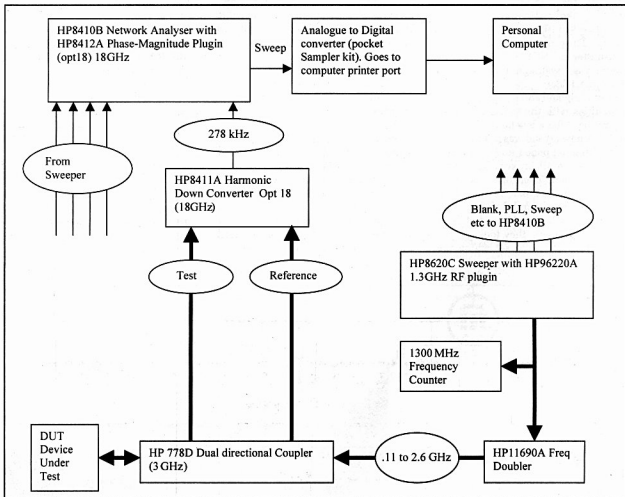 HP8410B Network Analyser with
HP8412A Phase-Magnitude Plugin
(opt18) 18GHz
Sweep
Analogue to Digital
converter (pocket
Sampler kit). Goes to
computer printer port
Personal
Computer
278 kHz
From
Sweeper
HP8411A Harmonic
Down Converter Opt 18
(18GHz)
Blank, PLL, Sweep
etc to HP8410B
Test
Reference
HP8620C Sweeper with HP96220A
1.3GHz RF plugin
1300 MHz
Frequency
Counter
DUT
Device
Under
Test
HP 778D Dual directional Coupler
(3 GHz)
.11 to 2.6 GHz
HP11690A Freq
Doubler